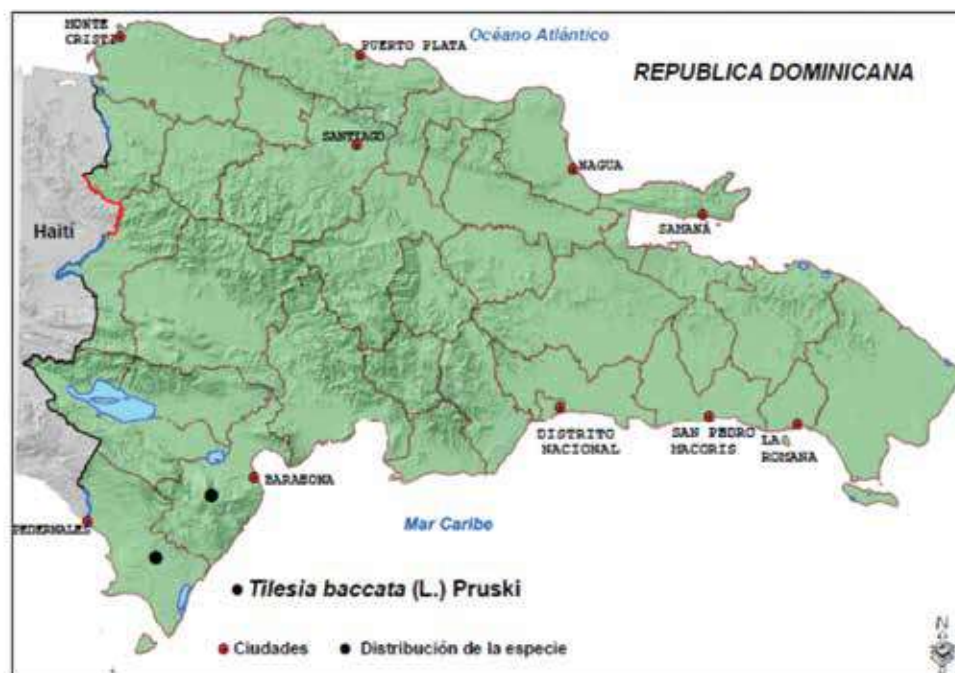 MONTE
CRISTI
Océano Atlántico
PUERTO PLATA
REPUBLICA DOMINICANA
SANTIAGO
NAGUA
Haití
SAMANÁ
DISTRITO
NACIONAL
SAN PEDRO
MACORIS
LA
ROMANA
BARAHONA
PEDERNALES
Mar Caribe
Tilesia baccata (L.) Pruski
Ciudades
Distribución de la especie
N